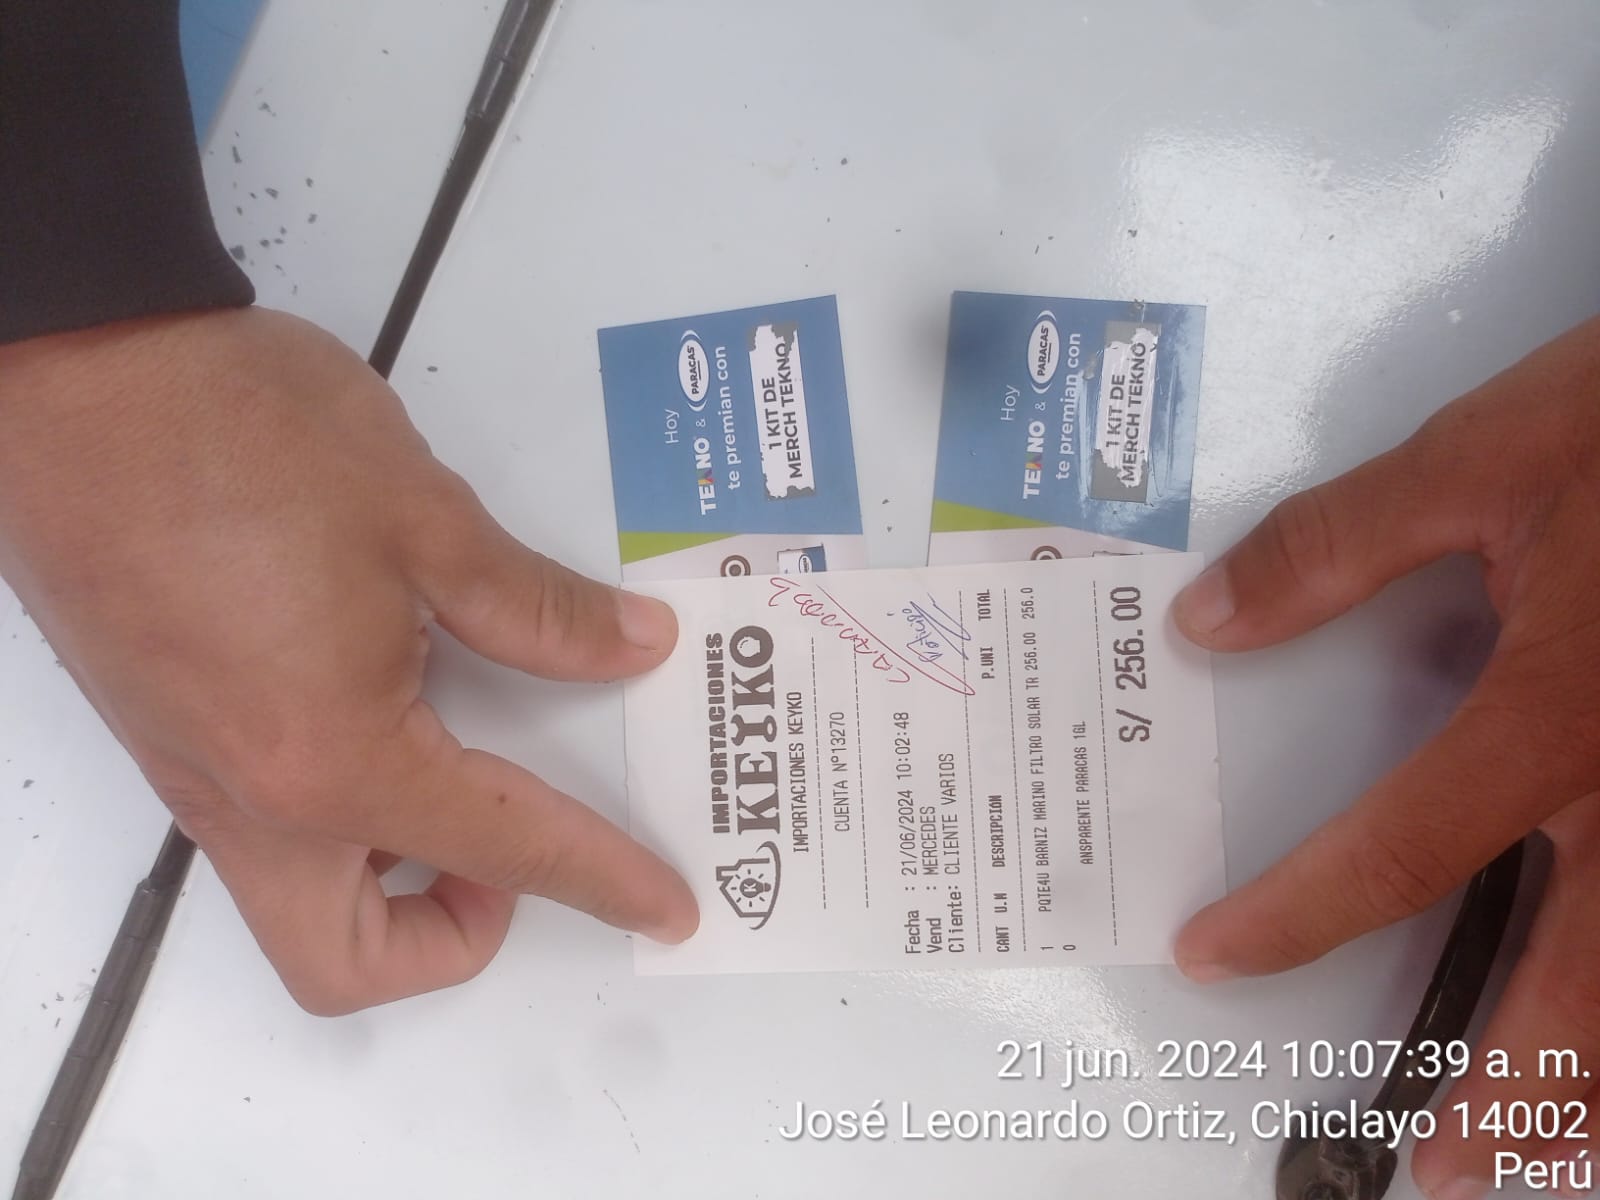 Hoy
TEKNO & PARACAS
te premian con
1 KIT DE
MERCH TEKNO
Hoy
TEKNO & PARACAS
te premian con
1 KIT DE
MERCH TEKNO
IMPORTACIONES
KEYKO
IMPORTACIONES KEYKO
CUENTA N°13270
Fecha : 21/06/2024 10:02:48
Vend : MERCEDES
Cliente: CLIENTE VARIOS
CANT U.N DESCRIPCION P.UNI TOTAL
1 PQTE4U BARNIZ MARINO FILTRO SOLAR TR 256.00 256.0
0 ANSPARENTE PARACAS 1GL
S/ 256.00
21 jun. 2024 10:07:39 a. m.
José Leonardo Ortiz, Chiclayo 14002
Perú